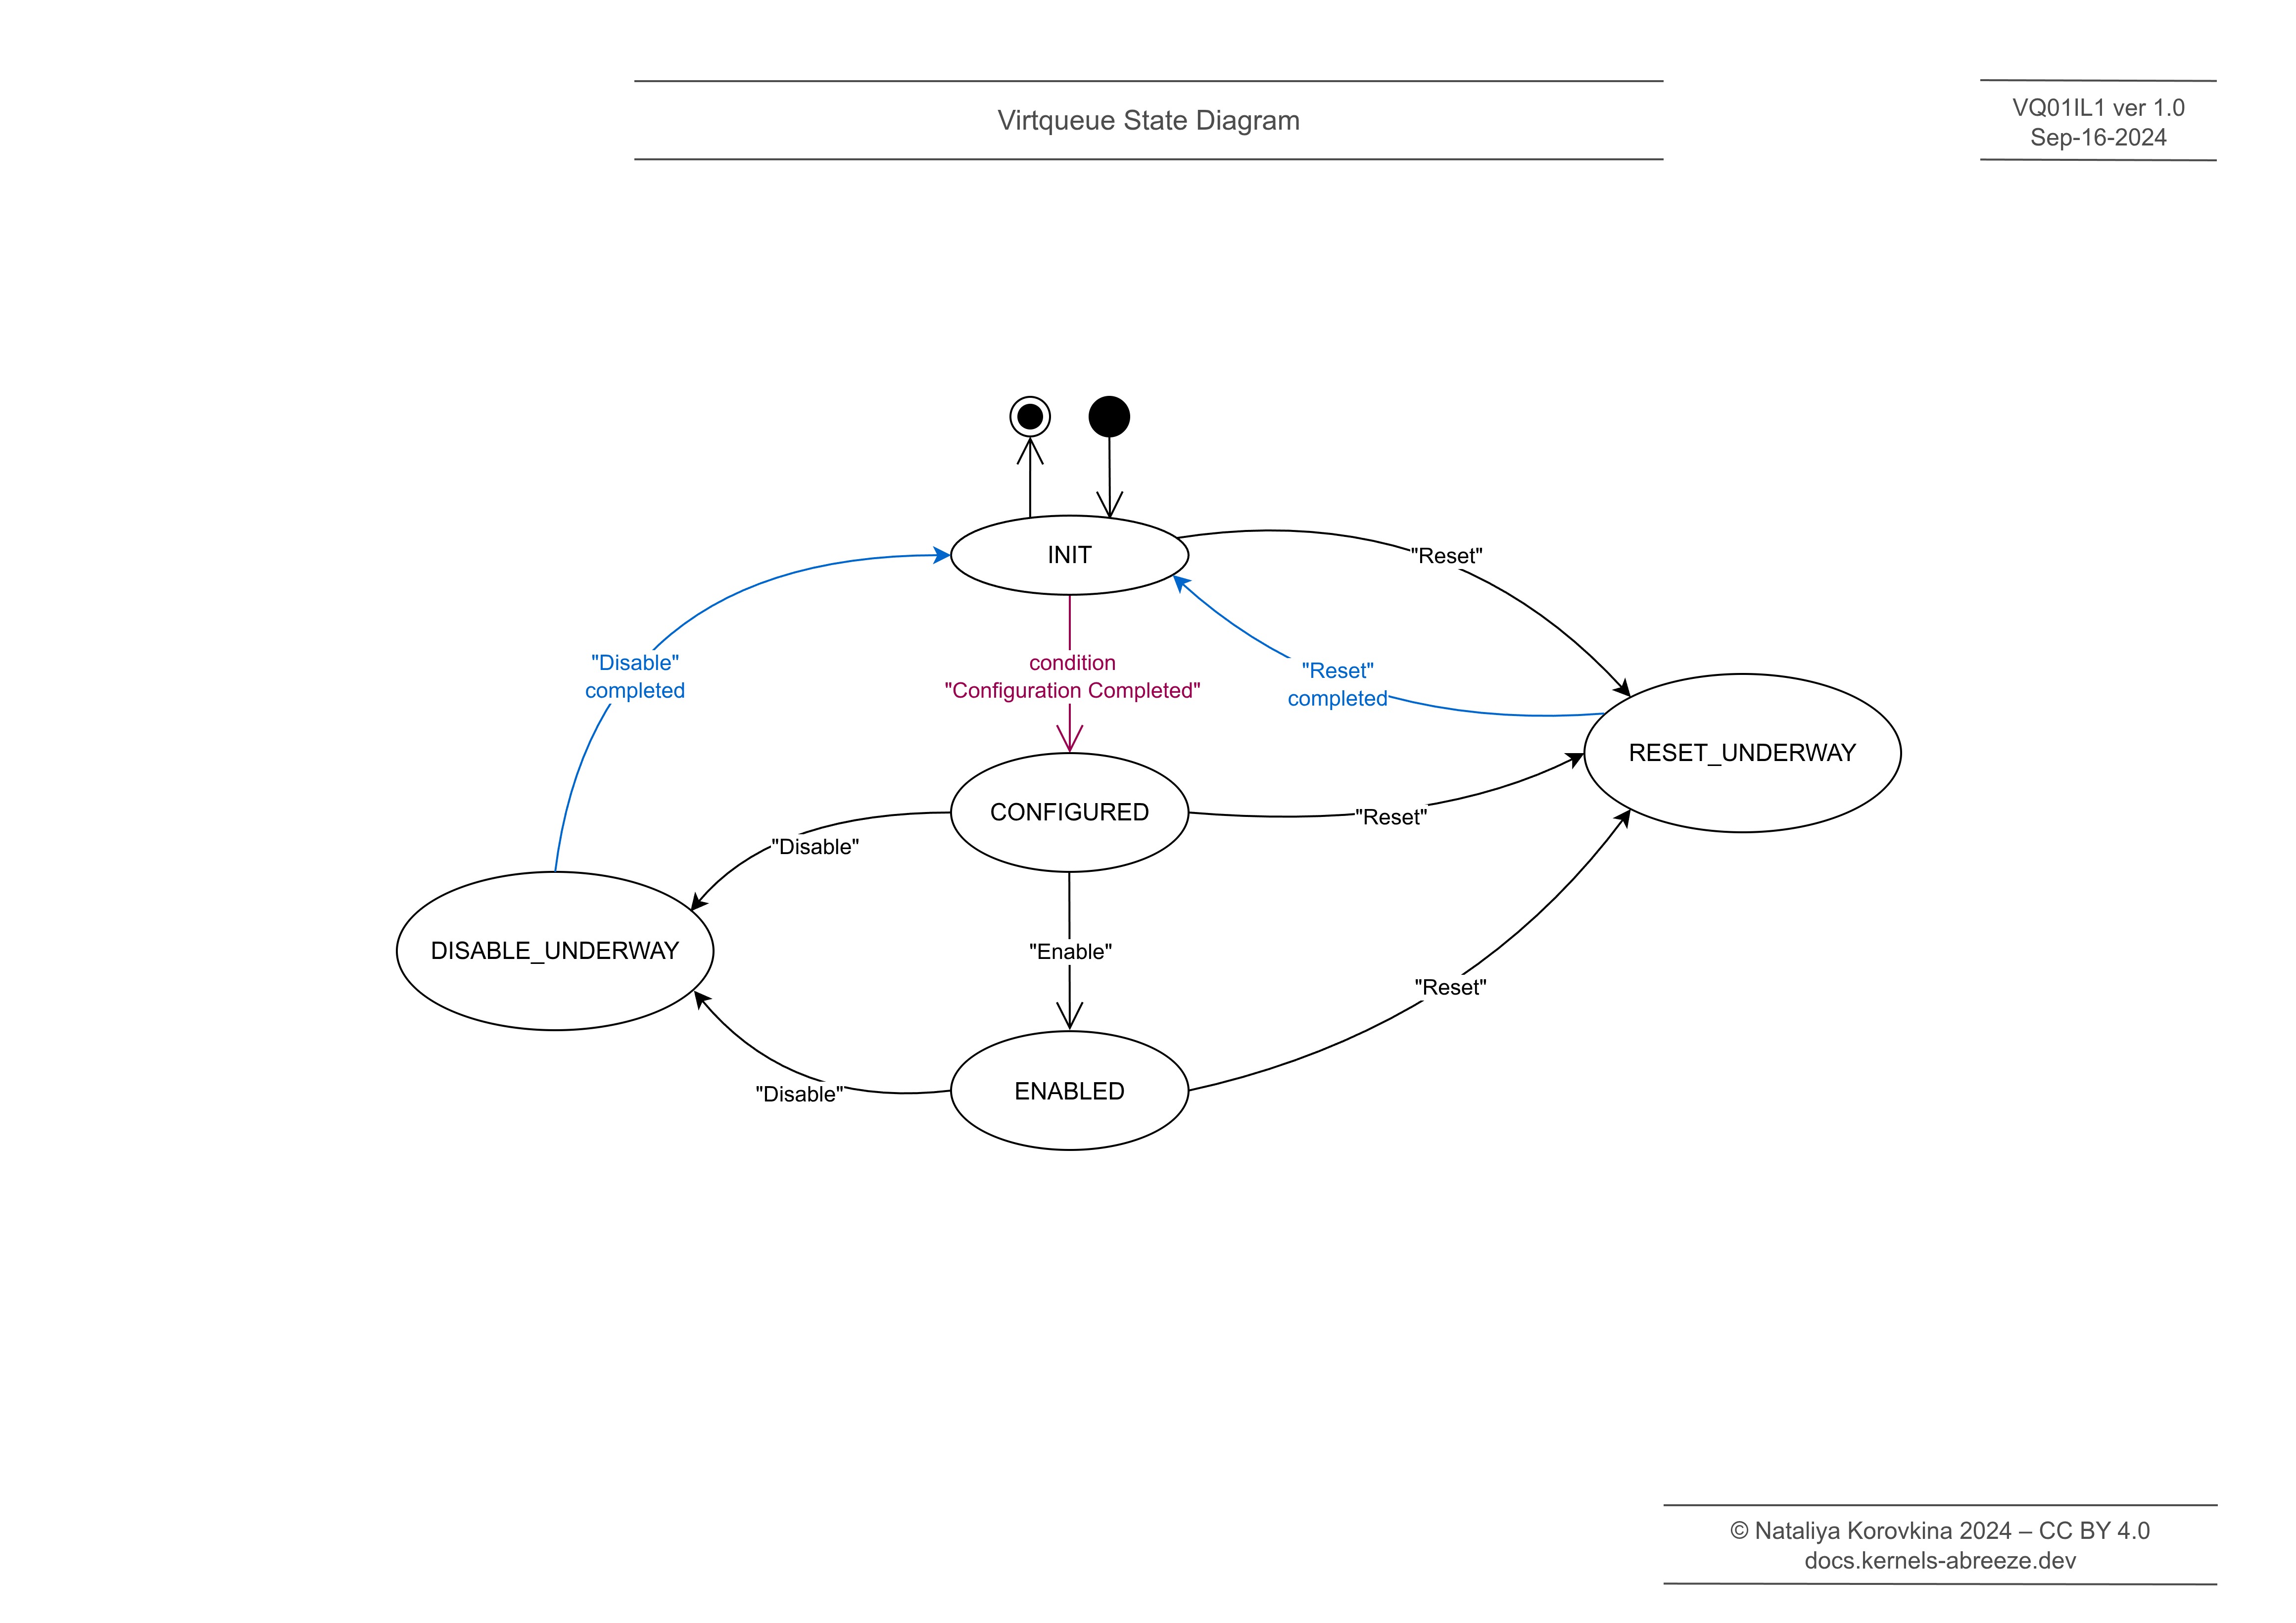 Virtqueue State Diagram
VQ01IL1 ver 1.0
Sep-16-2024
INIT
"Reset"
"Disable"
completed
condition
"Configuration Completed"
"Reset"
completed
RESET_UNDERWAY
CONFIGURED
"Reset"
"Disable"
DISABLE_UNDERWAY
"Enable"
"Reset"
ENABLED
"Disable"
© Nataliya Korovkina 2024 – CC BY 4.0
docs.kernels-abreeze.dev